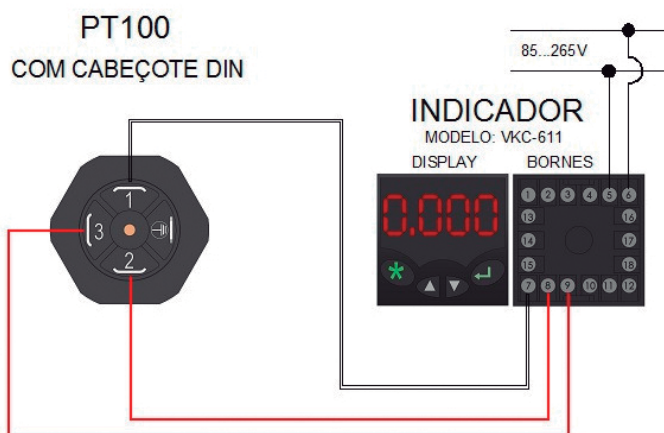 PT100
COM CABEÇOTE DIN
85...265V
INDICADOR
MODELO: VKC-611
DISPLAY
BORNES
1
3
2
0.000
*
1 2 3 4 5 6
13 16
14 17
15 18
7 8 9 10 11 12